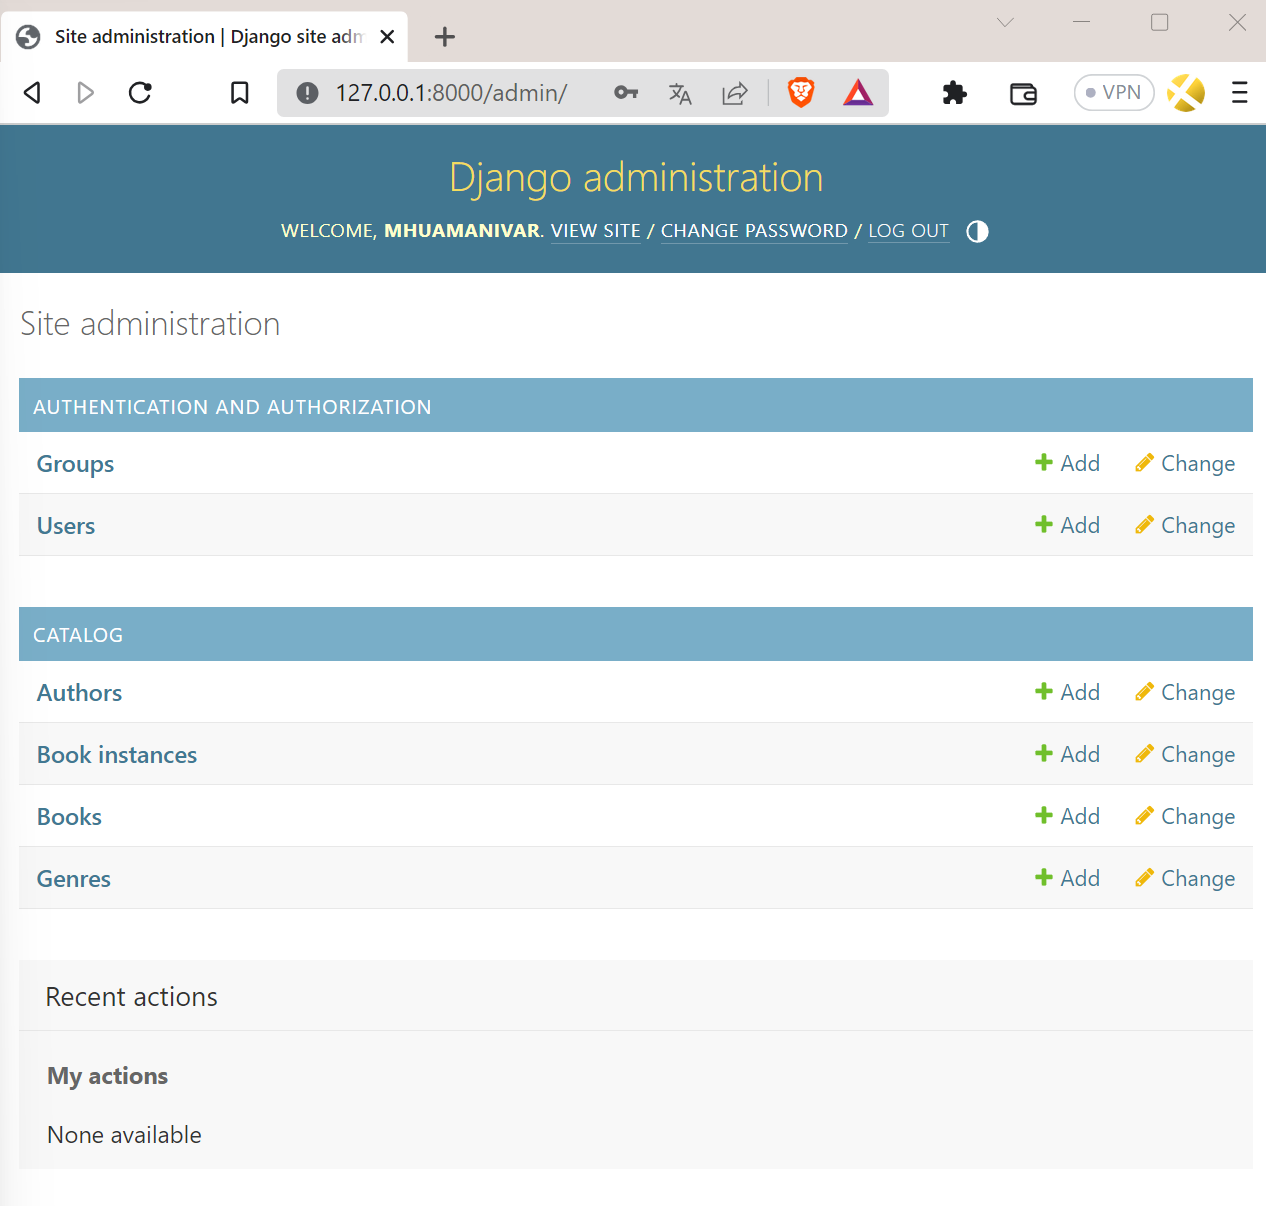 Site administration | Django site adm
127.0.0.1:8000/admin/
VPN
Django administration
WELCOME, MHUAMANIVAR. VIEW SITE / CHANGE PASSWORD / LOG OUT
Site administration
AUTHENTICATION AND AUTHORIZATION
Groups Add Change
Users Add Change
CATALOG
Authors Add Change
Book instances Add Change
Books Add Change
Genres Add Change
Recent actions
My actions
None available